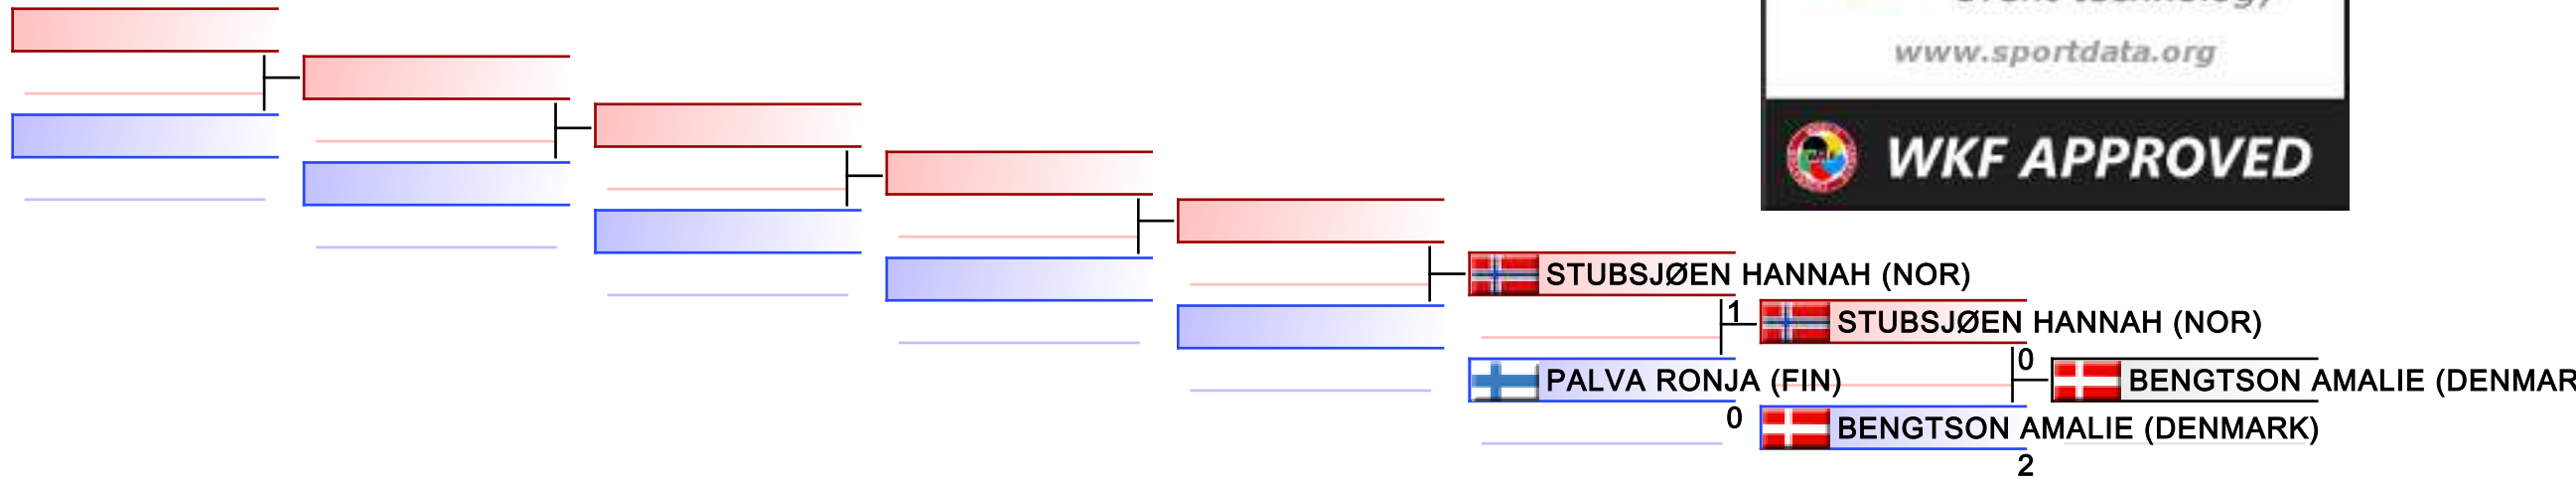 www.sportdata.org
WKF APPROVED
STUBSJØEN HANNAH (NOR)
1
STUBSJØEN HANNAH (NOR)
0
PALVA RONJA (FIN)
BENGTSON AMALIE (DENMAR
0
BENGTSON AMALIE (DENMARK)
2